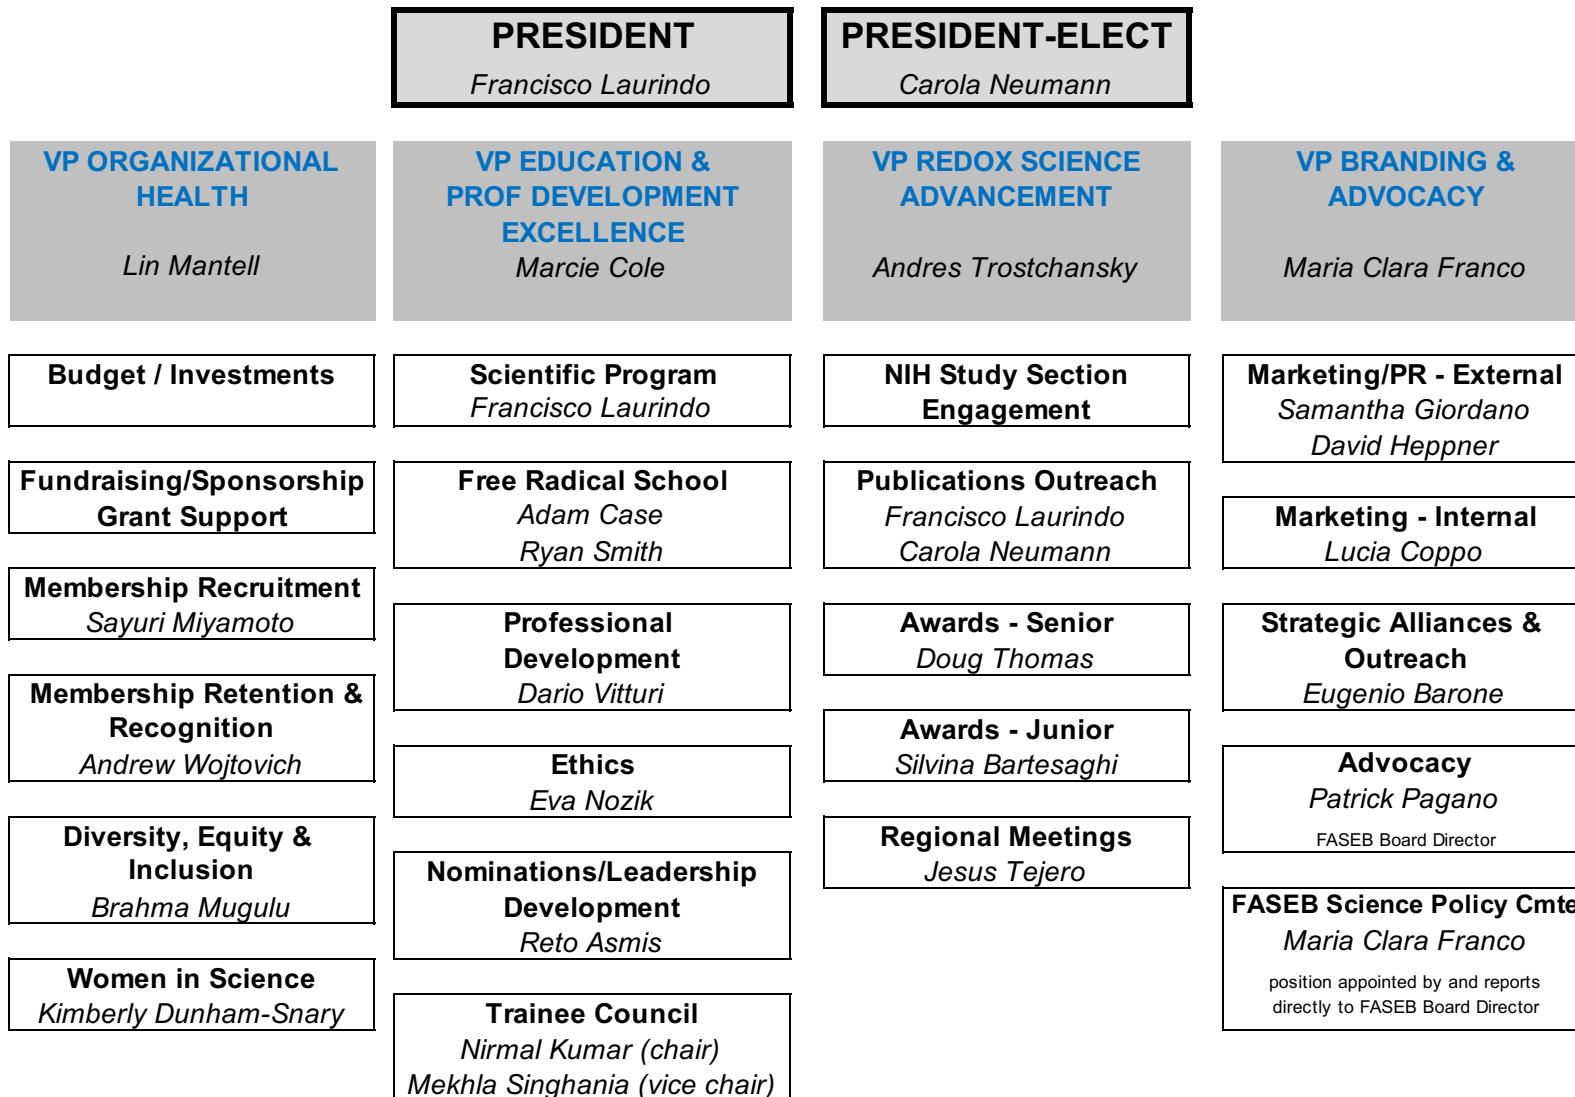 PRESIDENT
Francisco Laurindo
PRESIDENT-ELECT
Carola Neumann
VP ORGANIZATIONAL
HEALTH
Lin Mantell
VP EDUCATION &
PROF DEVELOPMENT
EXCELLENCE
Marcie Cole
VP REDOX SCIENCE
ADVANCEMENT
Andres Trostchansky
VP BRANDING &
ADVOCACY
Maria Clara Franco
Budget / Investments
Fundraising/Sponsorship
Grant Support
Membership Recruitment
Sayuri Miyamoto
Membership Retention &
Recognition
Andrew Wojtovich
Diversity, Equity &
Inclusion
Brahma Mugulu
Women in Science
Kimberly Dunham-Snary
Scientific Program
Francisco Laurindo
Free Radical School
Adam Case
Ryan Smith
Professional
Development
Dario Vitturi
Ethics
Eva Nozik
Nominations/Leadership
Development
Reto Asmis
Trainee Council
Nirmal Kumar (chair)
Mekhla Singhania (vice chair)
NIH Study Section
Engagement
Publications Outreach
Francisco Laurindo
Carola Neumann
Awards - Senior
Doug Thomas
Awards - Junior
Silvina Bartesaghi
Regional Meetings
Jesus Tejero
Marketing/PR - External
Samantha Giordano
David Heppner
Marketing - Internal
Lucia Coppo
Strategic Alliances &
Outreach
Eugenio Barone
Advocacy
Patrick Pagano
FASEB Board Director
FASEB Science Policy Cmte
Maria Clara Franco
position appointed by and reports
directly to FASEB Board Director